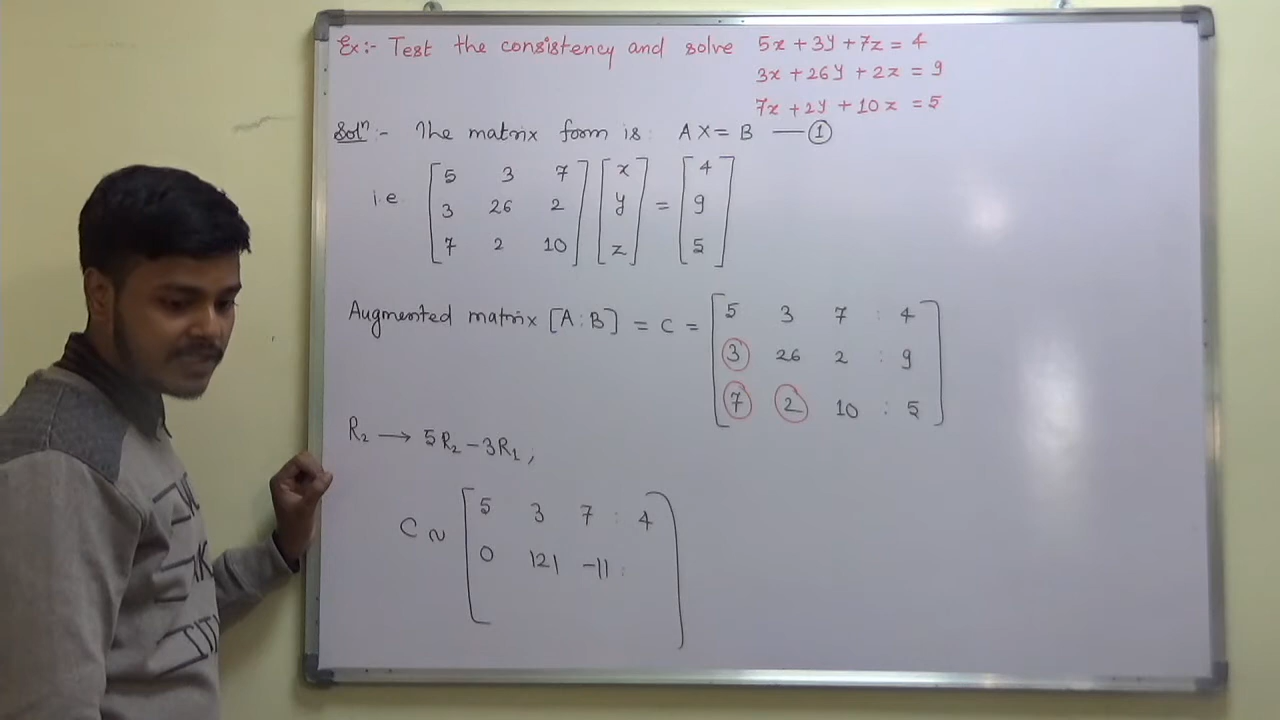 Ex:- Test the consistency and solve 5x + 3y + 7z = 4
3x + 26y + 2z = 9
7x + 2y + 10z = 5
Solⁿ:- The matrix form is: AX = B — ①
i.e [5 3 7] [x] = [4]
[3 26 2] [y] [9]
[7 2 10] [z] [5]
Augmented matrix [A:B] = C = [5 3 7 : 4]
[3 26 2 : 9]
[7 2 10 : 5]
R₂ → 5R₂ - 3R₁;
C ~ [5 3 7 : 4]
[0 121 -11 :